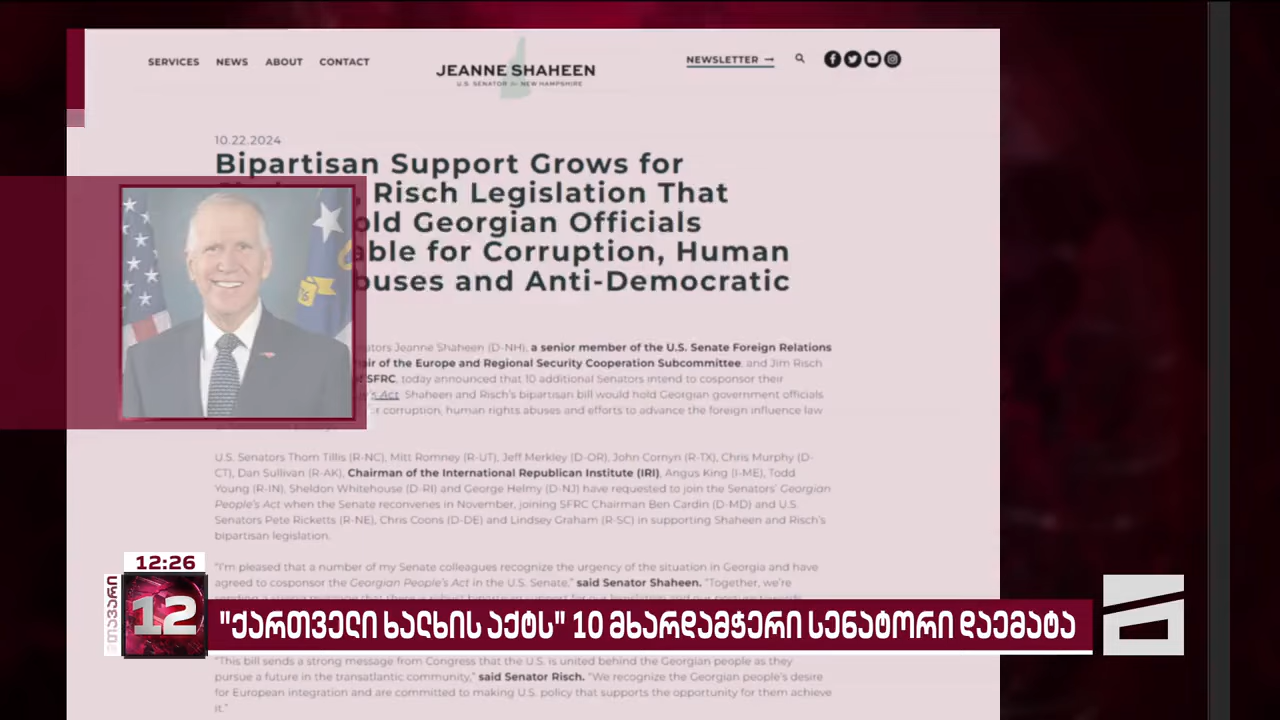 SERVICES NEWS ABOUT CONTACT
JEANNE SHAHEEN
U.S. SENATOR for NEW HAMPSHIRE
NEWSLETTER →
10.22.2024
Bipartisan Support Grows for
Risch Legislation That
old Georgian Officials
able for Corruption, Human
buses and Anti-Democratic
ators Jeanne Shaheen (D-NH), a senior member of the U.S. Senate Foreign Relations
air of the Europe and Regional Security Cooperation Subcommittee, and Jim Risch
of SFRC, today announced that 10 additional Senators intend to cosponsor their
's Act. Shaheen and Risch's bipartisan bill would hold Georgian government officials
or corruption, human rights abuses and efforts to advance the foreign influence law
U.S. Senators Thom Tillis (R-NC), Mitt Romney (R-UT), Jeff Merkley (D-OR), John Cornyn (R-TX), Chris Murphy (D-
CT), Dan Sullivan (R-AK), Chairman of the International Republican Institute (IRI), Angus King (I-ME), Todd
Young (R-IN), Sheldon Whitehouse (D-RI) and George Helmy (D-NJ) have requested to join the Senators' Georgian
People's Act when the Senate reconvenes in November, joining SFRC Chairman Ben Cardin (D-MD) and U.S.
Senators Pete Ricketts (R-NE), Chris Coons (D-DE) and Lindsey Graham (R-SC) in supporting Shaheen and Risch's
bipartisan legislation.
"I'm pleased that a number of my Senate colleagues recognize the urgency of the situation in Georgia and have
agreed to cosponsor the Georgian People's Act in the U.S. Senate," said Senator Shaheen. "Together, we're
12:26
მთავარი
12
"ქართველი ხალხის აქტს" 10 მხარდამჭერი სენატორი დაემატა
"This bill sends a strong message from Congress that the U.S. is united behind the Georgian people as they
pursue a future in the transatlantic community," said Senator Risch. "We recognize the Georgian people's desire
for European integration and are committed to making U.S. policy that supports the opportunity for them achieve
it."